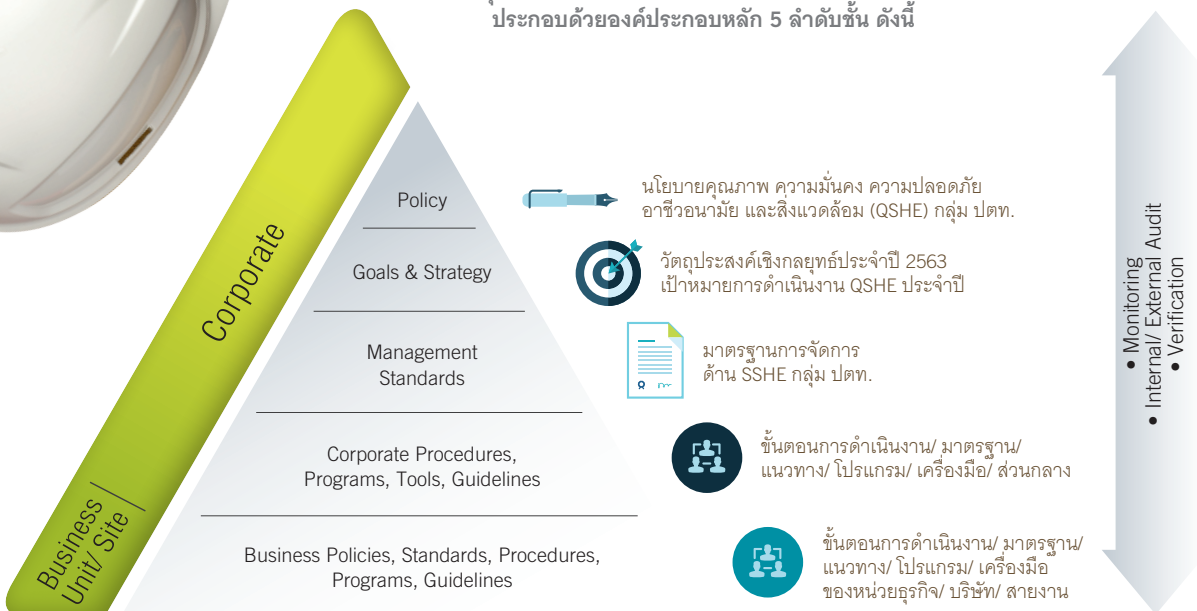 ประกอบด้วยองค์ประกอบหลัก 5 ลำดับชั้น ดังนี้
Corporate
Business
Unit/ Site
Policy
นโยบายคุณภาพ ความมั่นคง ความปลอดภัย
อาชีวอนามัย และสิ่งแวดล้อม (QSHE) กลุ่ม ปตท.
Goals & Strategy
วัตถุประสงค์เชิงกลยุทธ์ประจำปี 2563
เป้าหมายการดำเนินงาน QSHE ประจำปี
Management
Standards
มาตรฐานการจัดการ
ด้าน SSHE กลุ่ม ปตท.
Corporate Procedures,
Programs, Tools, Guidelines
ขั้นตอนการดำเนินงาน/ มาตรฐาน/
แนวทาง/ โปรแกรม/ เครื่องมือ/ ส่วนกลาง
Business Policies, Standards, Procedures,
Programs, Guidelines
ขั้นตอนการดำเนินงาน/ มาตรฐาน/
แนวทาง/ โปรแกรม/ เครื่องมือ
ของหน่วยธุรกิจ/ บริษัท/ สายงาน
• Monitoring
• Internal/ External Audit
• Verification